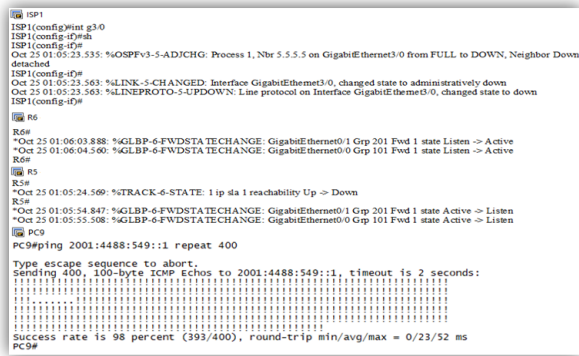 ISP1
ISP1(config)#int g3/0
ISP1(config-if)#sh
ISP1(config-if)#
Oct 25 01:05:23.535: %OSPFv3-5-ADJCHG: Process 1, Nbr 5.5.5.5 on GigabitEthernet3/0 from FULL to DOWN, Neighbor Down
detached
ISP1(config-if)#
Oct 25 01:05:23.563: %LINK-5-CHANGED: Interface GigabitEthernet3/0, changed state to administratively down
Oct 25 01:05:23.563: %LINEPROTO-5-UPDOWN: Line protocol on Interface GigabitEthernet3/0, changed state to down
ISP1(config-if)#
R6
R6#
*Oct 25 01:06:03.888: %GLBP-6-FWDSTATECHANGE: GigabitEthernet0/1 Grp 201 Fwd 1 state Listen -> Active
*Oct 25 01:06:04.560: %GLBP-6-FWDSTATECHANGE: GigabitEthernet0/0 Grp 101 Fwd 1 state Listen -> Active
R6#
R5
R5#
*Oct 25 01:05:24.569: %TRACK-6-STATE: 1 ip sla 1 reachability Up -> Down
R5#
*Oct 25 01:05:54.847: %GLBP-6-FWDSTATECHANGE: GigabitEthernet0/1 Grp 201 Fwd 1 state Active -> Listen
*Oct 25 01:05:55.508: %GLBP-6-FWDSTATECHANGE: GigabitEthernet0/0 Grp 101 Fwd 1 state Active -> Listen
PC9
PC9#ping 2001:4488:549::1 repeat 400
Type escape sequence to abort.
Sending 400, 100-byte ICMP Echos to 2001:4488:549::1, timeout is 2 seconds:
!!!!!!!!!!!!!!!!!!!!!!!!!!!!!!!!!!!!!!!!!!!!!!!!!!!!!!!!!!!!!!!!!!!!!!
!!!!!!!!!!!!!!!!!!!!!!!!!!!!!!!!!!!!!!!!!!!!!!!!!!!!!!!!!!!!!!!!!!!!!!
!!!.......!!!!!!!!!!!!!!!!!!!!!!!!!!!!!!!!!!!!!!!!!!!!!!!!!!!!!!!!!!!!
!!!!!!!!!!!!!!!!!!!!!!!!!!!!!!!!!!!!!!!!!!!!!!!!!!!!!!!!!!!!!!!!!!!!!!
!!!!!!!!!!!!!!!!!!!!!!!!!!!!!!!!!!!!!!!!!!!!!!!!!!!!!!!!!!!!!!!!!!!!!!
!!!!!!!!!!!!!!!!!!!!!!!!!!!!!!!!!!!!!!!!!!!!!!!!!!
Success rate is 98 percent (393/400), round-trip min/avg/max = 0/23/52 ms
PC9#